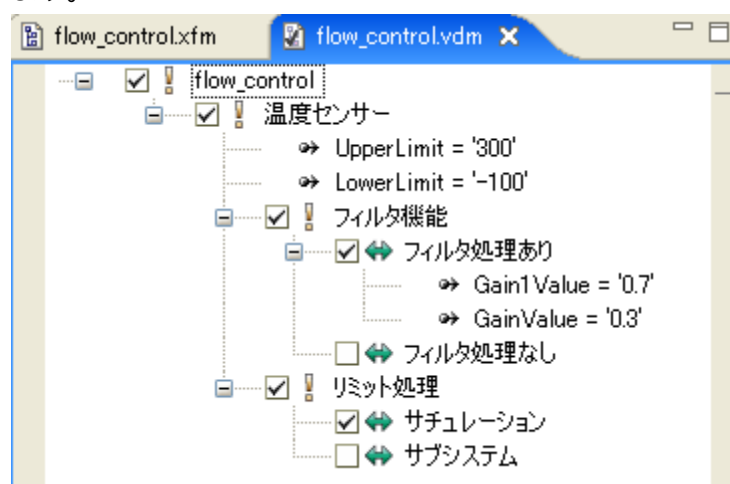 flow_control.xfm flow_control.vdm
flow_control
温度センサー
UpperLimit = '300'
LowerLimit = '-100'
フィルタ機能
フィルタ処理あり
Gain1Value = '0.7'
GainValue = '0.3'
フィルタ処理なし
リミット処理
サチュレーション
サブシステム